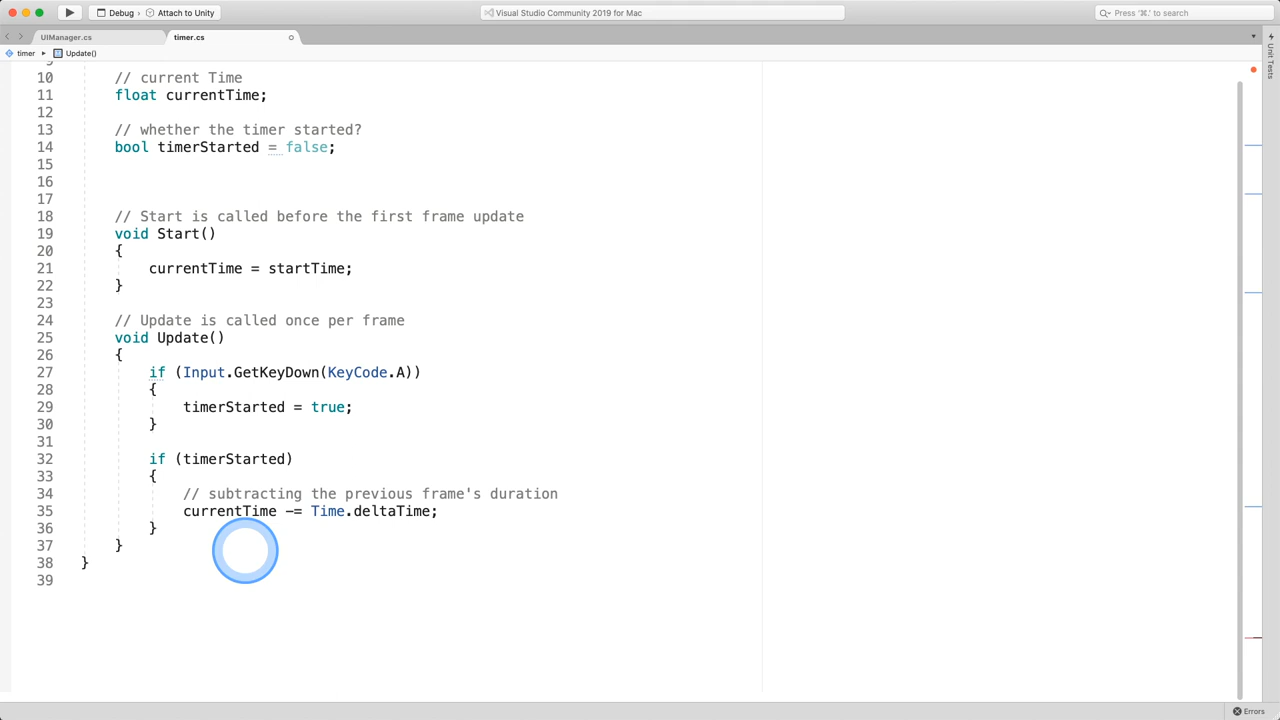 Debug > Attach to Unity
Visual Studio Community 2019 for Mac
Press '⌘.' to search
UIManager.cs
timer.cs
timer
Update()
Unit Tests
9
10 // current Time
11 float currentTime;
12
13 // whether the timer started?
14 bool timerStarted = false;
15
16
17
18 // Start is called before the first frame update
19 void Start()
20 {
21 currentTime = startTime;
22 }
23
24 // Update is called once per frame
25 void Update()
26 {
27 if (Input.GetKeyDown(KeyCode.A))
28 {
29 timerStarted = true;
30 }
31
32 if (timerStarted)
33 {
34 // subtracting the previous frame's duration
35 currentTime -= Time.deltaTime;
36 }
37 }
38 }
39
Errors